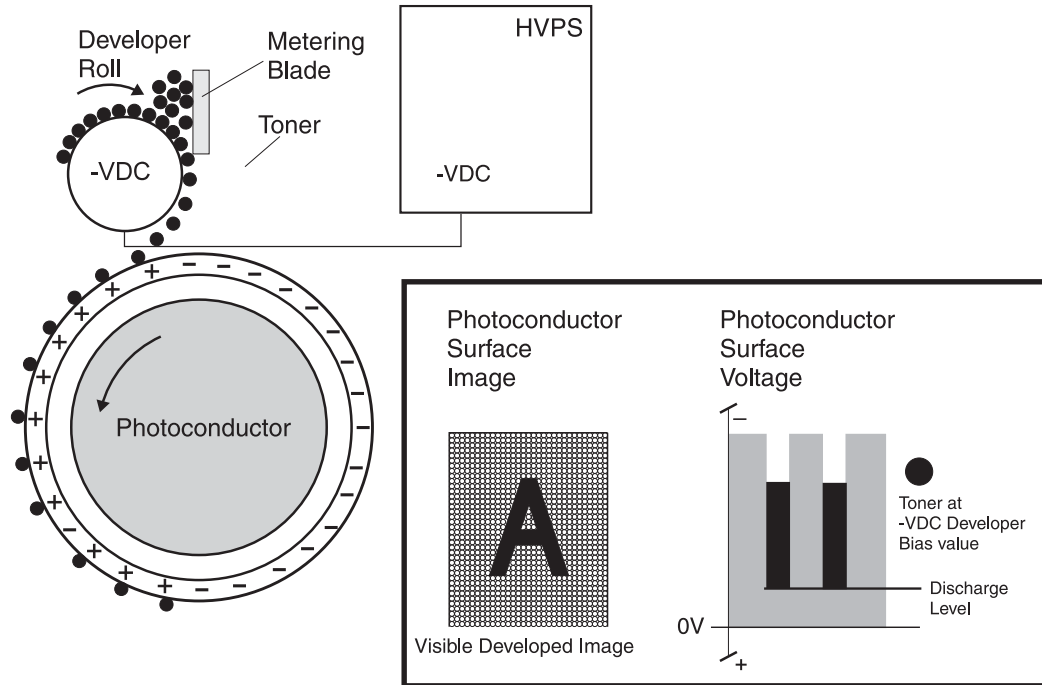 Developer
Roll
Metering
Blade
Toner
HVPS
-VDC
-VDC
Photoconductor
Photoconductor
Surface
Image
Photoconductor
Surface
Voltage
A
Visible Developed Image
Toner at
-VDC Developer
Bias value
Discharge
Level
0V